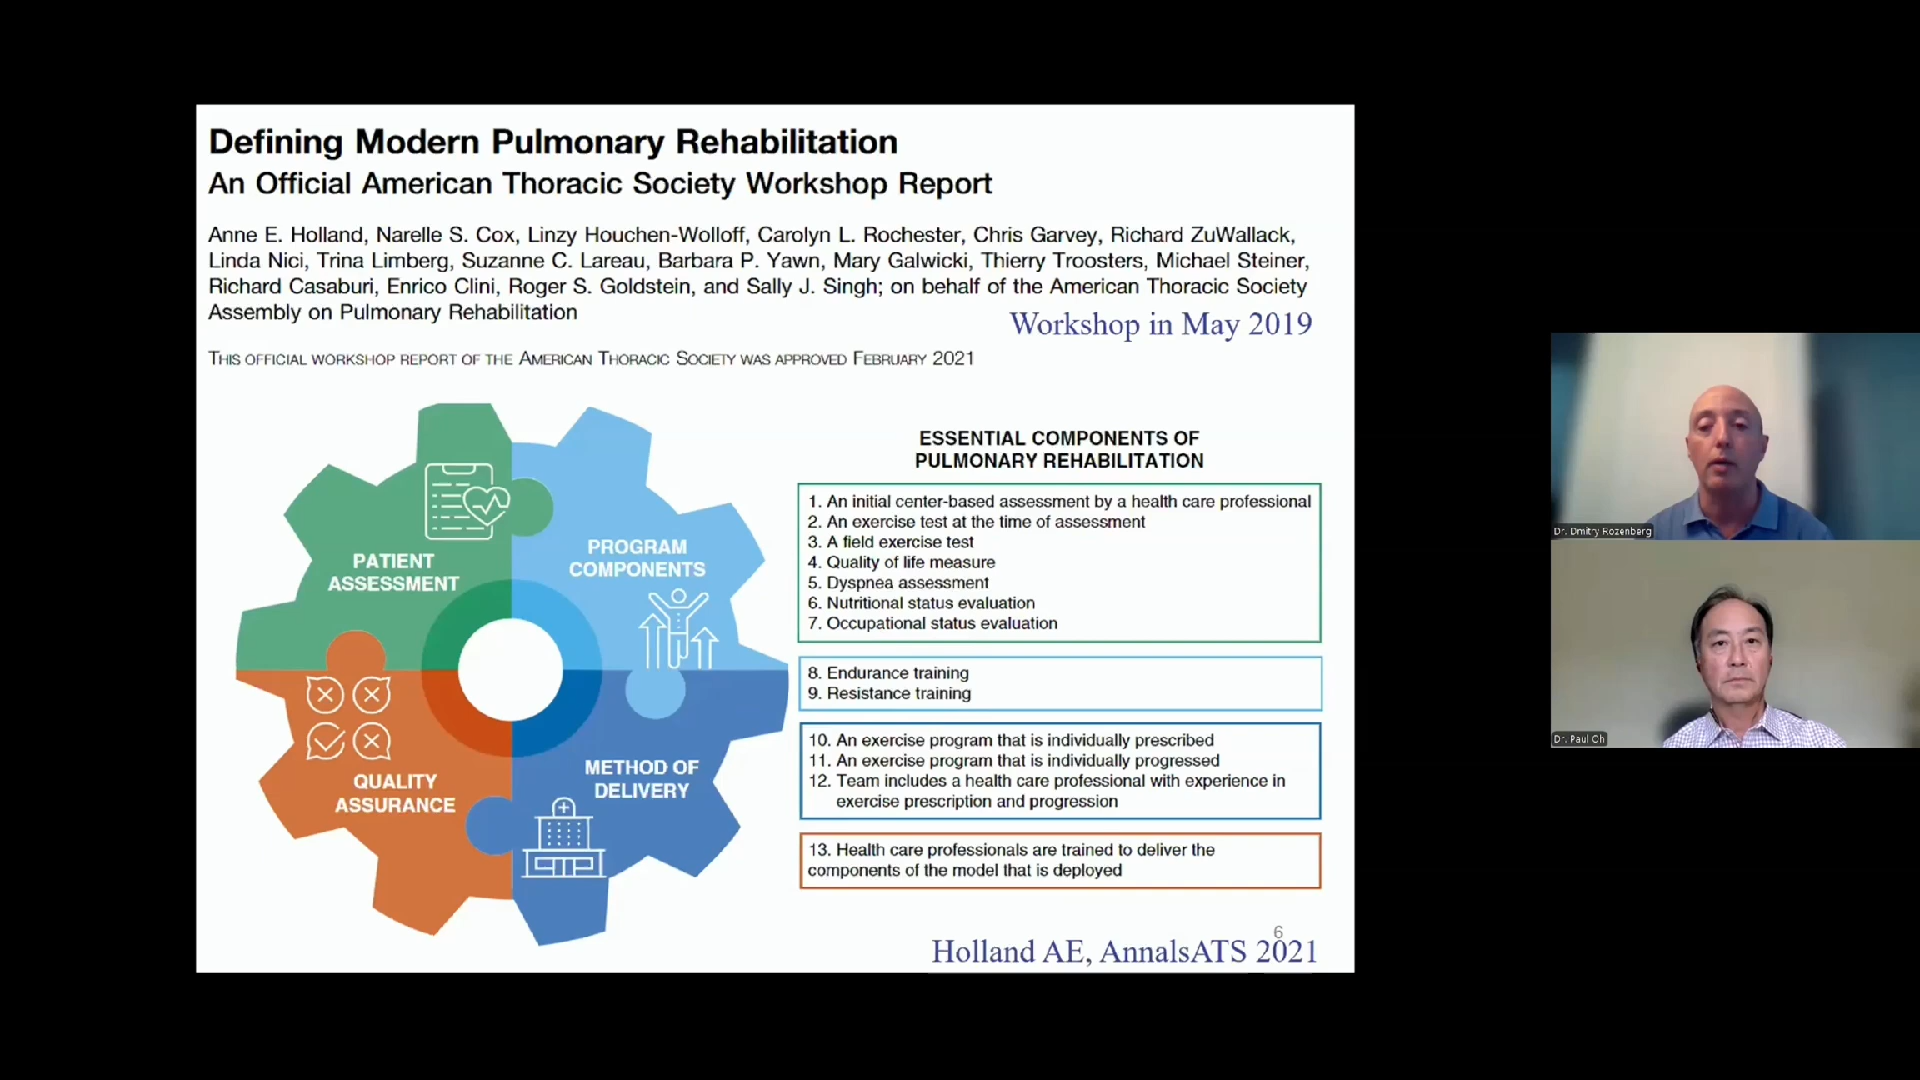 Defining Modern Pulmonary Rehabilitation
An Official American Thoracic Society Workshop Report
Anne E. Holland, Narelle S. Cox, Linzy Houchen-Wolloff, Carolyn L. Rochester, Chris Garvey, Richard ZuWallack,
Linda Nici, Trina Limberg, Suzanne C. Lareau, Barbara P. Yawn, Mary Galwicki, Thierry Troosters, Michael Steiner,
Richard Casaburi, Enrico Clini, Roger S. Goldstein, and Sally J. Singh; on behalf of the American Thoracic Society
Assembly on Pulmonary Rehabilitation
Workshop in May 2019
THIS OFFICIAL WORKSHOP REPORT OF THE AMERICAN THORACIC SOCIETY WAS APPROVED FEBRUARY 2021
PATIENT
ASSESSMENT
PROGRAM
COMPONENTS
QUALITY
ASSURANCE
METHOD OF
DELIVERY
ESSENTIAL COMPONENTS OF
PULMONARY REHABILITATION
1. An initial center-based assessment by a health care professional
2. An exercise test at the time of assessment
3. A field exercise test
4. Quality of life measure
5. Dyspnea assessment
6. Nutritional status evaluation
7. Occupational status evaluation
8. Endurance training
9. Resistance training
10. An exercise program that is individually prescribed
11. An exercise program that is individually progressed
12. Team includes a health care professional with experience in
exercise prescription and progression
13. Health care professionals are trained to deliver the
components of the model that is deployed
6
Holland AE, AnnalsATS 2021
Dr. Dmitry Rozenberg
Dr. Paul Oh